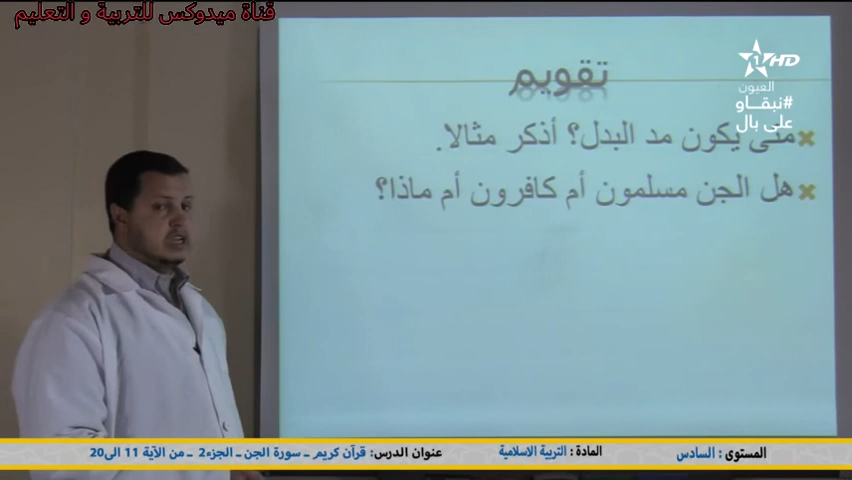 قناة ميدوكس للتربية و التعليم
1HD
العيون
#نبقاو
على بال
تقويم
متى يكون مد البدل؟ أذكر مثالا.
هل الجن مسلمون أم كافرون أم ماذا؟
المستوى : السادس المادة : التربية الاسلامية عنوان الدرس: قرآن كريم ـ سورة الجن ـ الجزء2 ـ من الآية 11 الى20